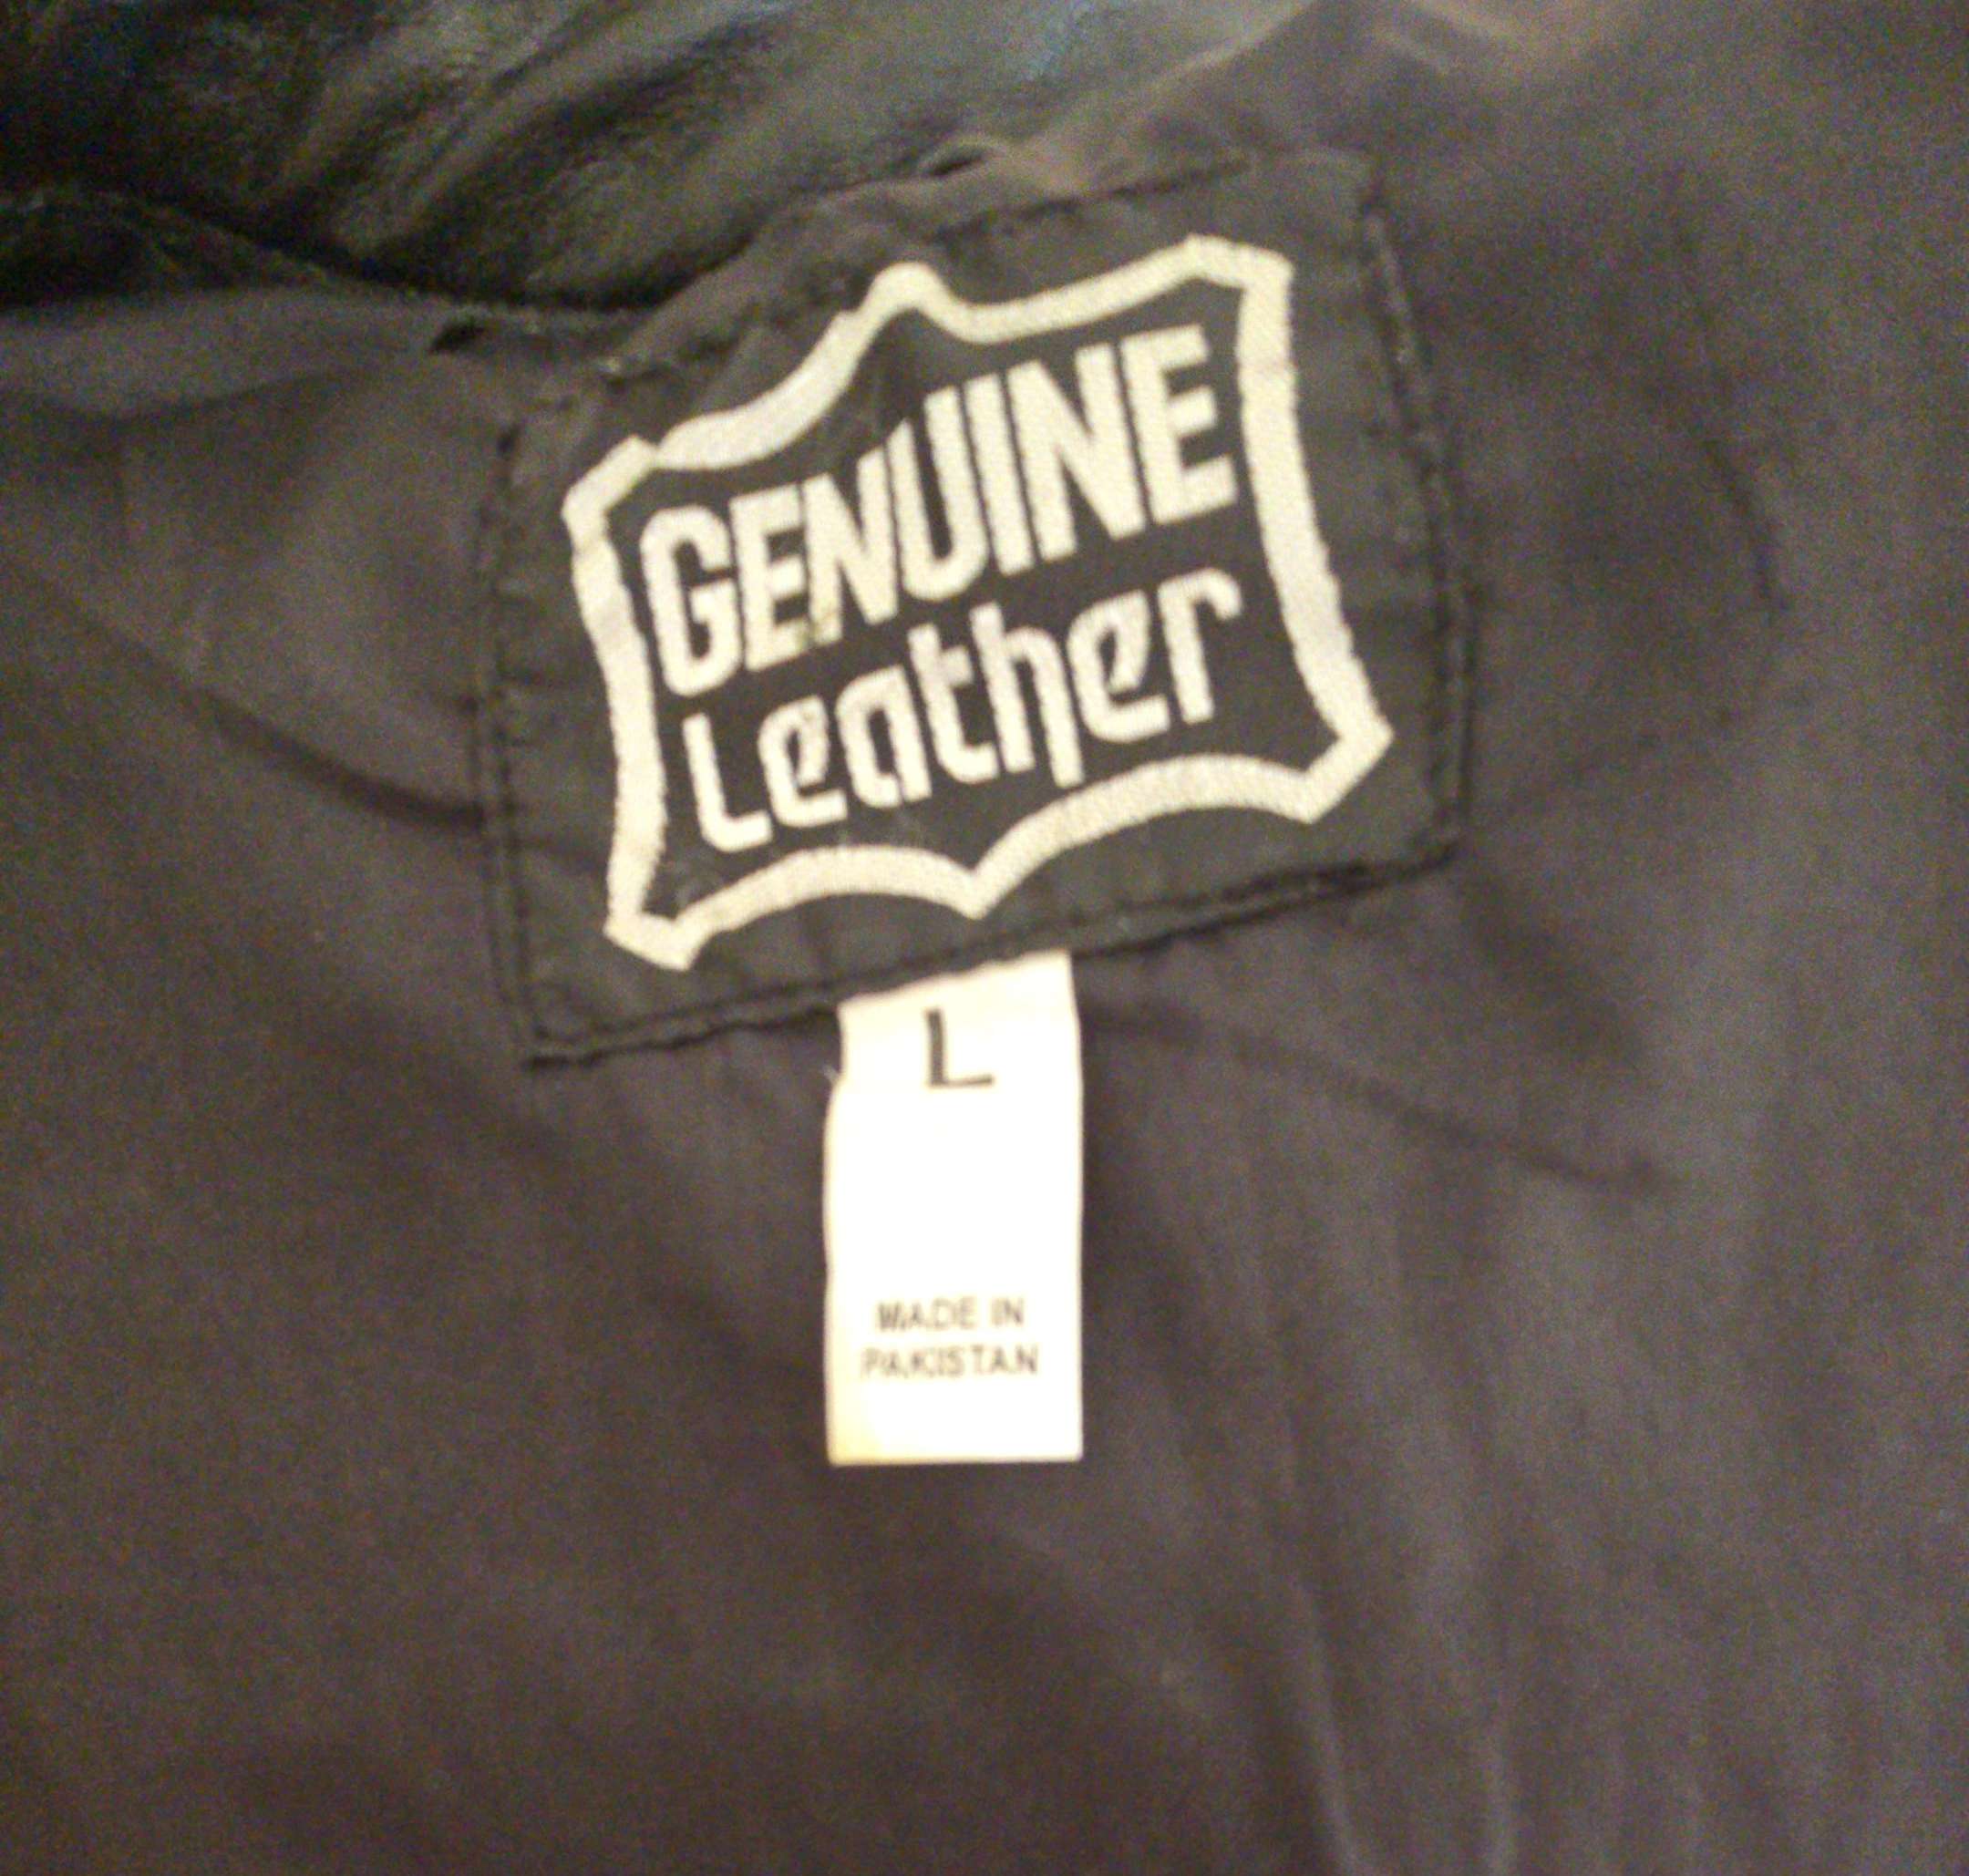 GENUINE
Leather
L
MADE IN
PAKISTAN